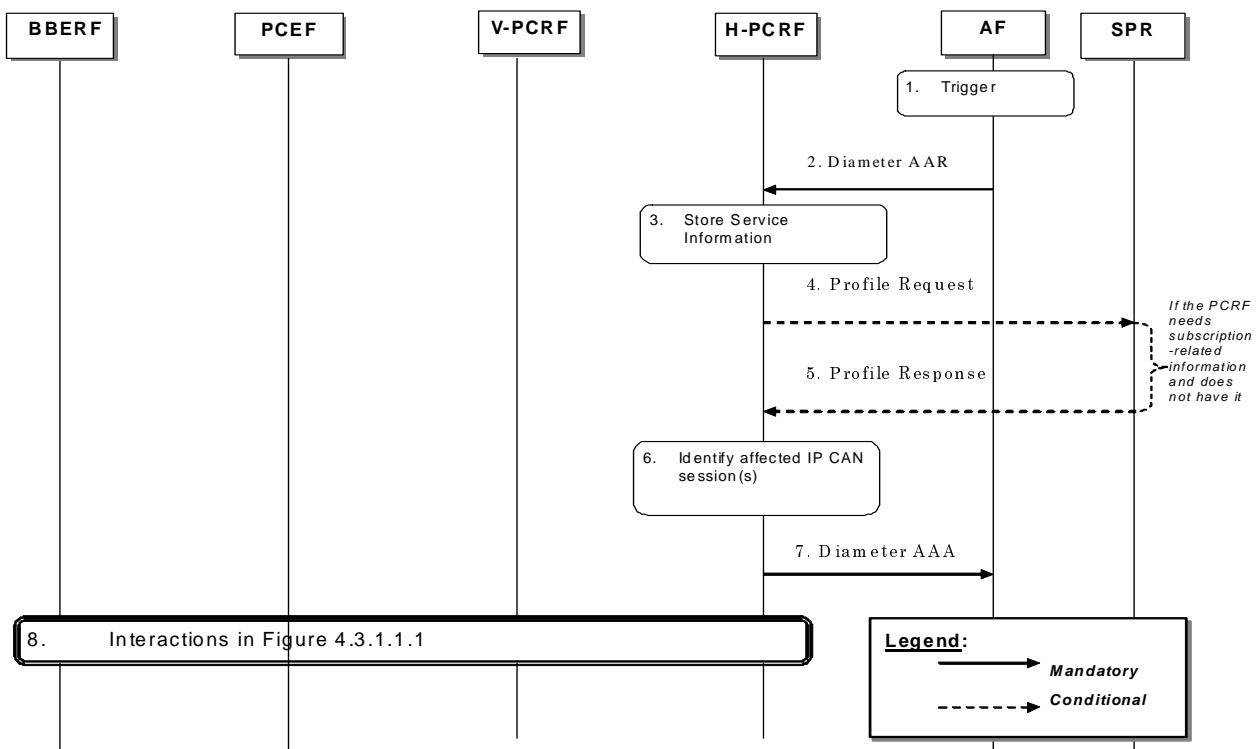 BBERF
PCEF
V-PCRF
H-PCRF
AF
SPR
1. Trigger
2. Diameter AAR
3. Store Service
Information
4. Profile Request
If the PCRF
needs
subscription
-related
information
and does
not have it
5. Profile Response
6. Identify affected IP CAN
session(s)
7. Diameter AAA
8. Interactions in Figure 4.3.1.1.1
Legend:
Mandatory
Conditional